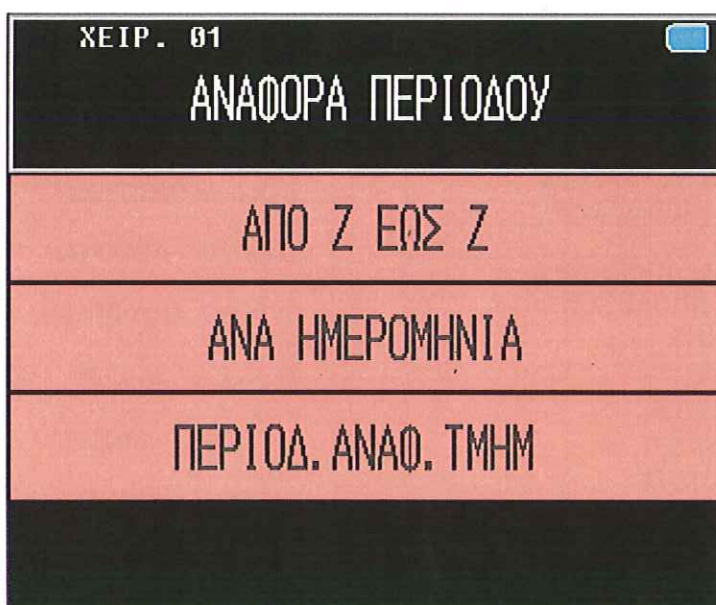 ΧΕΙΡ. 01
ΑΝΑΦΟΡΑ ΠΕΡΙΟΔΟΥ
ΑΠΟ Ζ ΕΩΣ Ζ
ΑΝΑ ΗΜΕΡΟΜΗΝΙΑ
ΠΕΡΙΟΔ.ΑΝΑΦ.ΤΜΗΜ